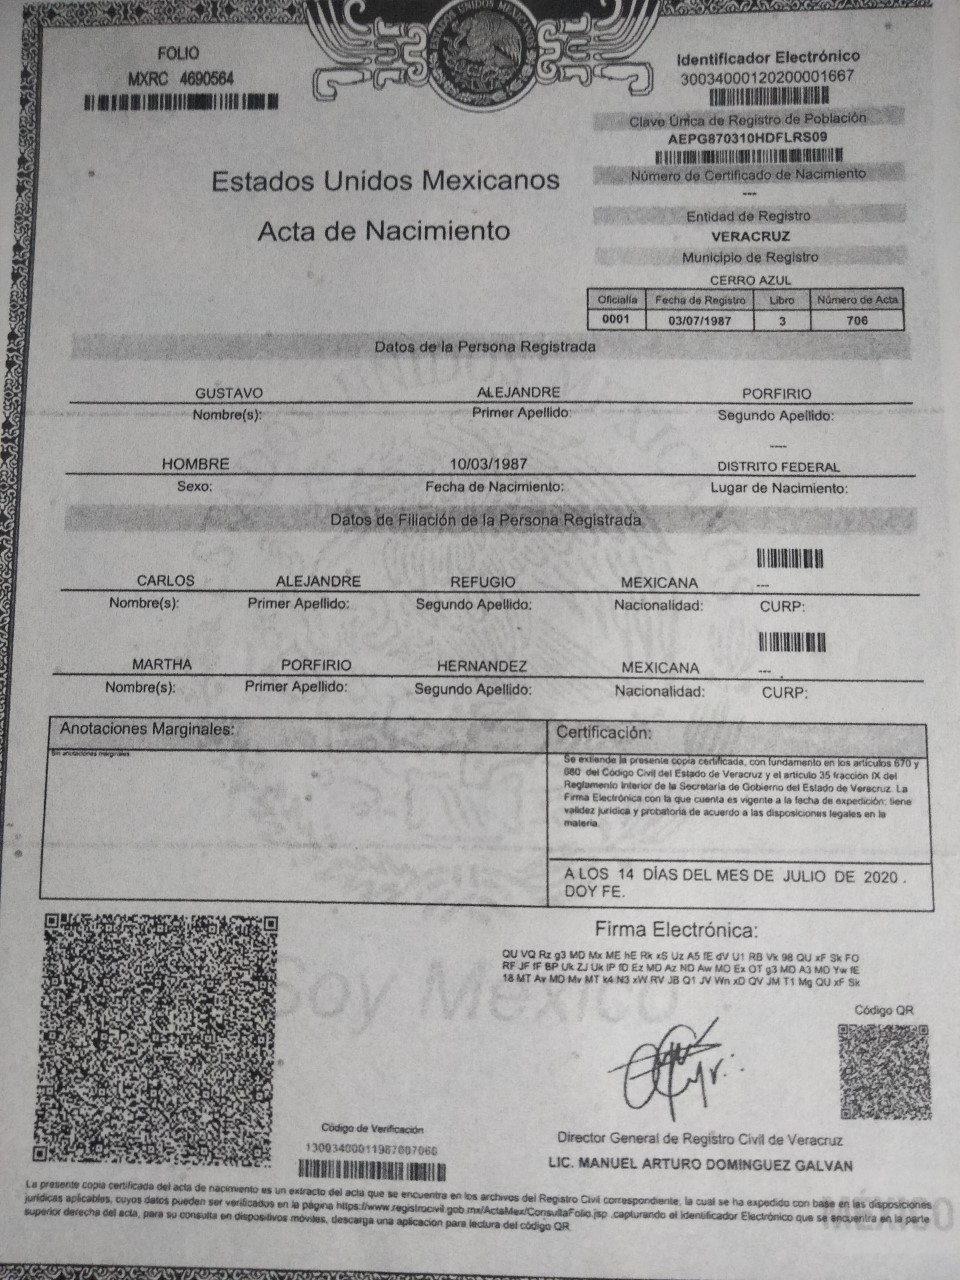 ESTADOS UNIDOS MEXICANOS
FOLIO
MXRC 4690564
Identificador Electrónico
30034000120200001667
Clave Única de Registro de Población
AEPG870310HDFLRS09
Número de Certificado de Nacimiento
---
Entidad de Registro
VERACRUZ
Municipio de Registro
CERRO AZUL
Estados Unidos Mexicanos
Acta de Nacimiento
Oficialía Fecha de Registro Libro Número de Acta
0001 03/07/1987 3 706
Datos de la Persona Registrada
GUSTAVO ALEJANDRE PORFIRIO
Nombre(s): Primer Apellido: Segundo Apellido:
----
HOMBRE 10/03/1987 DISTRITO FEDERAL
Sexo: Fecha de Nacimiento: Lugar de Nacimiento:
Datos de Filiación de la Persona Registrada
CARLOS ALEJANDRE REFUGIO MEXICANA ---
Nombre(s): Primer Apellido: Segundo Apellido: Nacionalidad: CURP:
MARTHA PORFIRIO HERNANDEZ MEXICANA ---
Nombre(s): Primer Apellido: Segundo Apellido: Nacionalidad: CURP:
Anotaciones Marginales:
Sin anotaciones marginales
Certificación:
Se extiende la presente copia certificada, con fundamento en los artículos 670 y
680 del Código Civil del Estado de Veracruz y el artículo 35 fracción IX del
Reglamento Interior de la Secretaría de Gobierno del Estado de Veracruz. La
Firma Electrónica con la que cuenta es vigente a la fecha de expedición; tiene
validez jurídica y probatoria de acuerdo a las disposiciones legales en la
materia.
A LOS 14 DÍAS DEL MES DE JULIO DE 2020 .
DOY FE.
Firma Electrónica:
QU VQ Rz g3 MD Mx ME hE Rk xS Uz A5 fE dV U1 RB Vk 98 QU xF Sk FO
RF JF fF BP Uk ZJ Uk lP fD Ez MD Az ND Aw MD Ex OT g3 MD A3 MD Yw fE
18 MT Av MD Mv MT k4 N3 xW RV JB Q1 JV Wn xD QV JM T1 Mg QU xF Sk
Soy México
Código QR
Código de Verificación
Director General de Registro Civil de Veracruz
LIC. MANUEL ARTURO DOMINGUEZ GALVAN
La presente copia certificada del acta de nacimiento es un extracto del acta que se encuentra en los archivos del Registro Civil correspondiente, la cual se ha expedido con base en las disposiciones
jurídicas aplicables, cuyos datos pueden ser verificados en la página https://www.registrocivil.gob.mx/ActaMex/ConsultaFolio.jsp ,capturando el Identificador Electrónico que se encuentra en la parte
superior derecha del acta, para su consulta en dispositivos móviles, descarga una aplicación para lectura del código QR.
MÉXICO